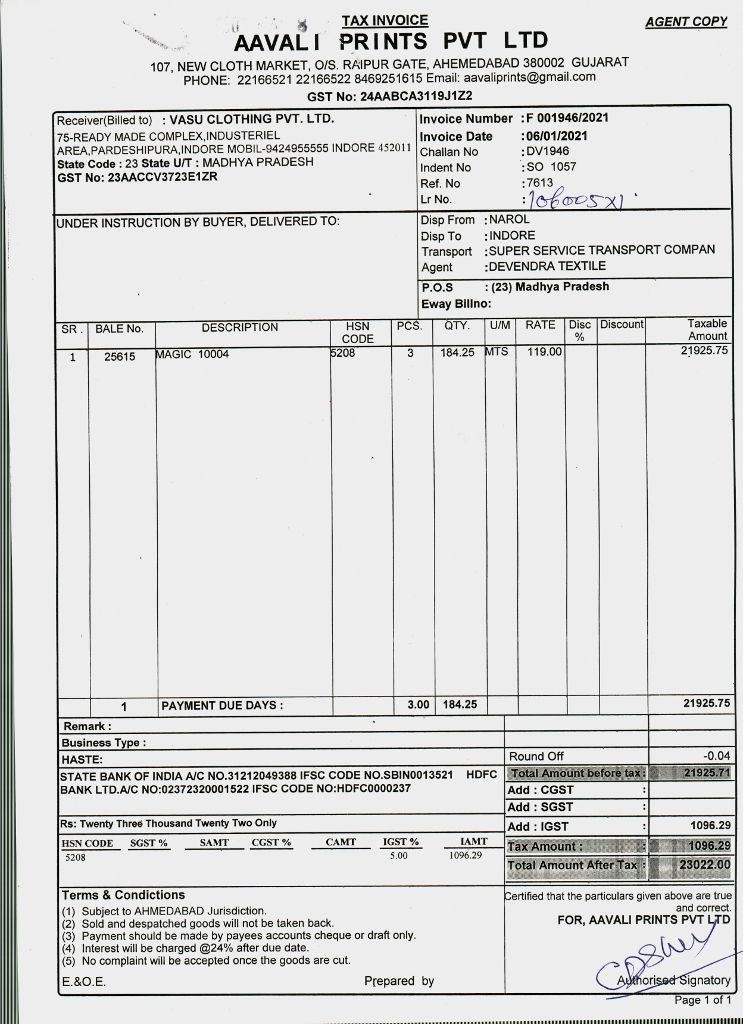 TAX INVOICE
AGENT COPY
AAVALI PRINTS PVT LTD
107, NEW CLOTH MARKET, O/S. RAIPUR GATE, AHEMEDABAD 380002 GUJARAT
PHONE: 22166521 22166522 8469251615 Email: aavaliprints@gmail.com
GST No: 24AABCA3119J1Z2
Receiver(Billed to) : VASU CLOTHING PVT. LTD.
75-READY MADE COMPLEX,INDUSTERIEL
AREA,PARDESHIPURA,INDORE MOBIL-9424955555 INDORE 452011
State Code : 23 State U/T : MADHYA PRADESH
GST No: 23AACCV3723E1ZR
Invoice Number : F 001946/2021
Invoice Date : 06/01/2021
Challan No : DV1946
Indent No : SO 1057
Ref. No : 7613
Lr No. : 106005x1
UNDER INSTRUCTION BY BUYER, DELIVERED TO:
Disp From : NAROL
Disp To : INDORE
Transport : SUPER SERVICE TRANSPORT COMPAN
Agent : DEVENDRA TEXTILE
P.O.S : (23) Madhya Pradesh
Eway Billno:
SR. BALE No. DESCRIPTION HSN CODE PCS. QTY. U/M RATE Disc % Discount Taxable Amount
1 25615 MAGIC 10004 5208 3 184.25 MTS 119.00 21925.75
1 PAYMENT DUE DAYS : 3.00 184.25 21925.75
Remark :
Business Type :
HASTE:
Round Off -0.04
STATE BANK OF INDIA A/C NO.31212049388 IFSC CODE NO.SBIN0013521 HDFC
BANK LTD.A/C NO:02372320001522 IFSC CODE NO:HDFC0000237
Total Amount before tax: 21925.71
Add : CGST :
Add : SGST :
Rs: Twenty Three Thousand Twenty Two Only
Add : IGST : 1096.29
HSN CODE SGST % SAMT CGST % CAMT IGST % IAMT
5208 5.00 1096.29
Tax Amount : 1096.29
Total Amount After Tax : 23022.00
Terms & Conditions
(1) Subject to AHMEDABAD Jurisdiction.
(2) Sold and despatched goods will not be taken back.
(3) Payment should be made by payees accounts cheque or draft only.
(4) Interest will be charged @24% after due date.
(5) No complaint will be accepted once the goods are cut.
E.&O.E.
Prepared by
Certified that the particulars given above are true
and correct.
FOR, AAVALI PRINTS PVT LTD
Authorised Signatory
Page 1 of 1